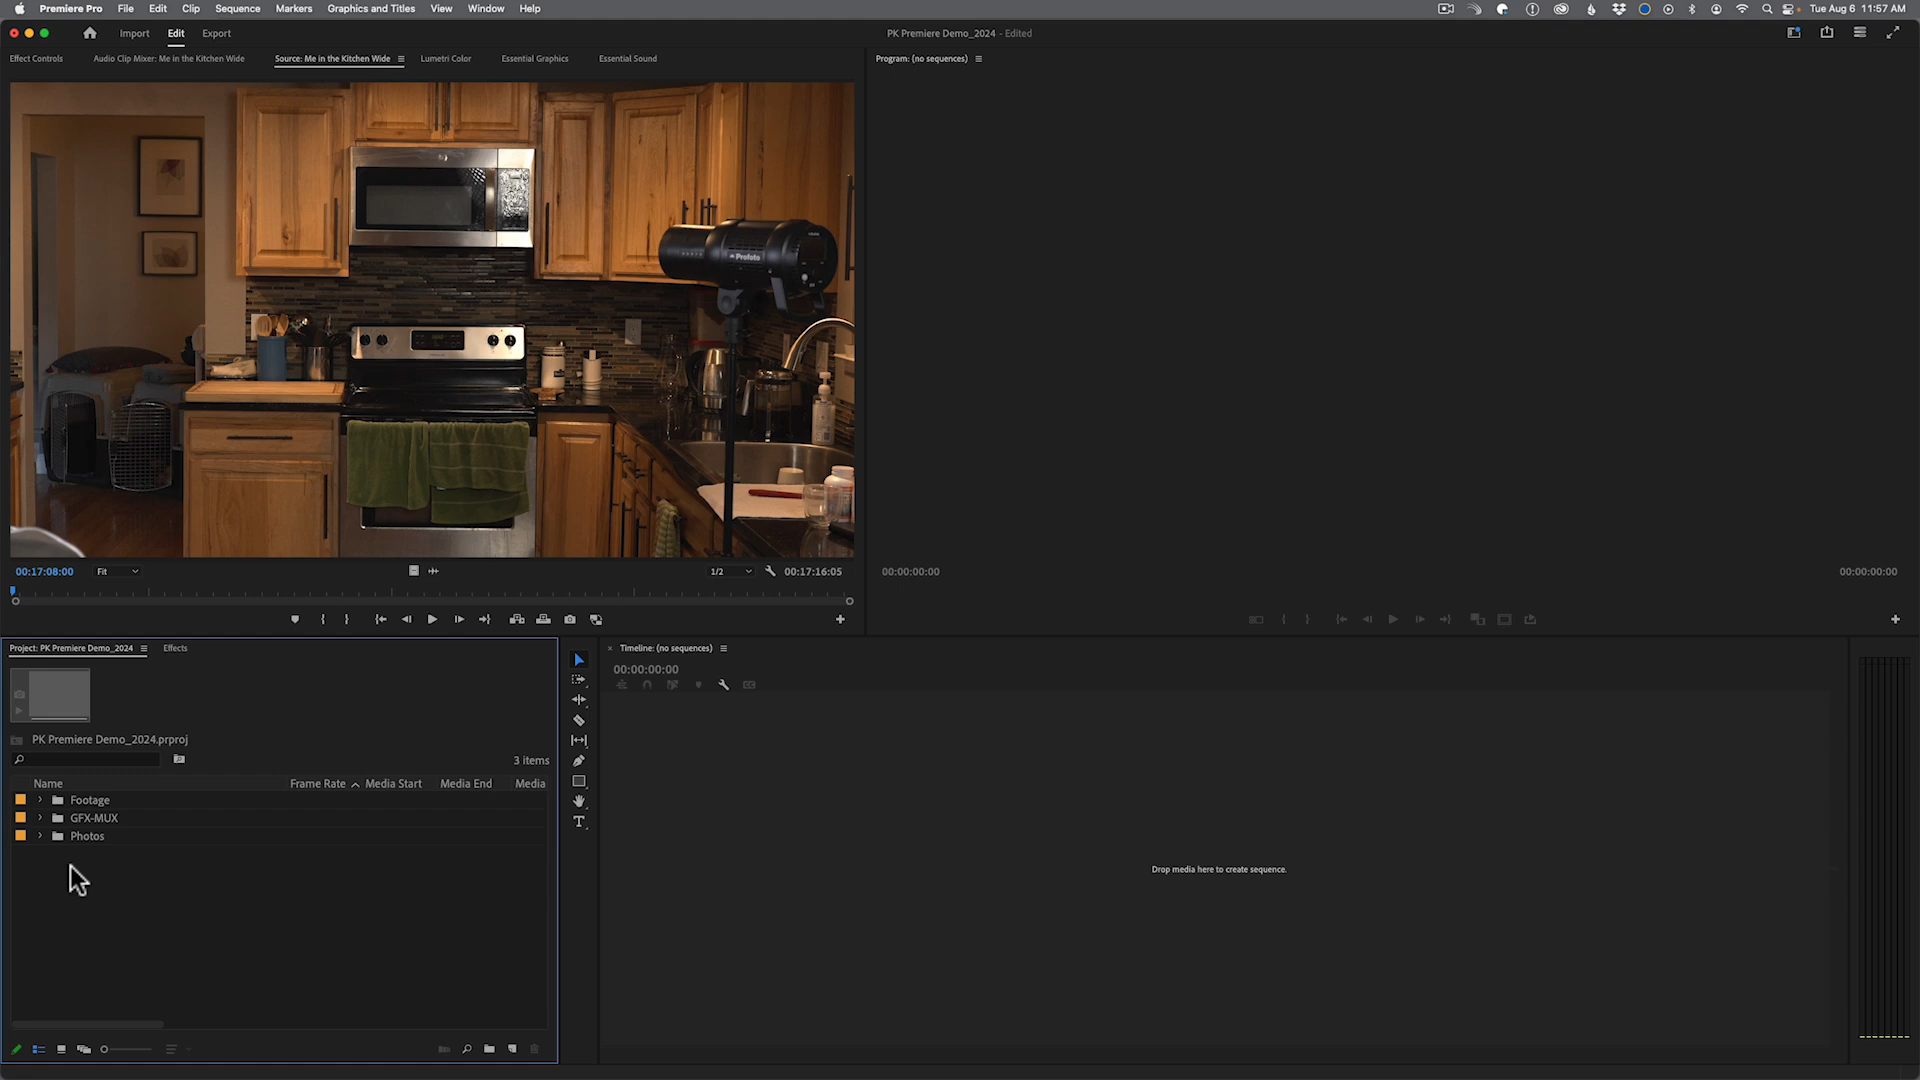 Premiere Pro File Edit Clip Sequence Markers Graphics and Titles View Window Help Tue Aug 6 11:57 AM
Import Edit Export PK Premiere Demo_2024 - Edited
Effect Controls Audio Clip Mixer: Me in the Kitchen Wide Source: Me in the Kitchen Wide Lumetri Color Essential Graphics Essential Sound Program: (no sequences)
Profoto
00:17:08:00 Fit 1/2 00:17:16:05 00:00:00:00 00:00:00:00
Project: PK Premiere Demo_2024 Effects Timeline: (no sequences)
00:00:00:00
PK Premiere Demo_2024.prproj
3 items
Name Frame Rate Media Start Media End Media
Footage
GFX-MUX
Photos
Drop media here to create sequence.